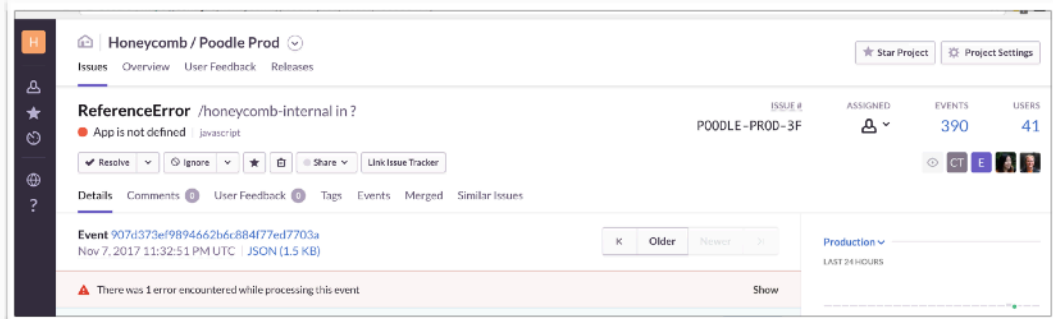 H
Honeycomb / Poodle Prod
Star Project
Project Settings
Issues Overview User Feedback Releases
ReferenceError /honeycomb-internal in ?
App is not defined javascript
ISSUE #
POODLE-PROD-3F
ASSIGNED
EVENTS
390
USERS
41
Resolve Ignore Share Link Issue Tracker
CT E
Details Comments 0 User Feedback 0 Tags Events Merged Similar Issues
Event 907d373ef9894662b6c884f77ed7703a
Nov 7, 2017 11:32:51 PM UTC JSON (1.5 KB)
Older Newer
Production
LAST 24 HOURS
There was 1 error encountered while processing this event
Show
?